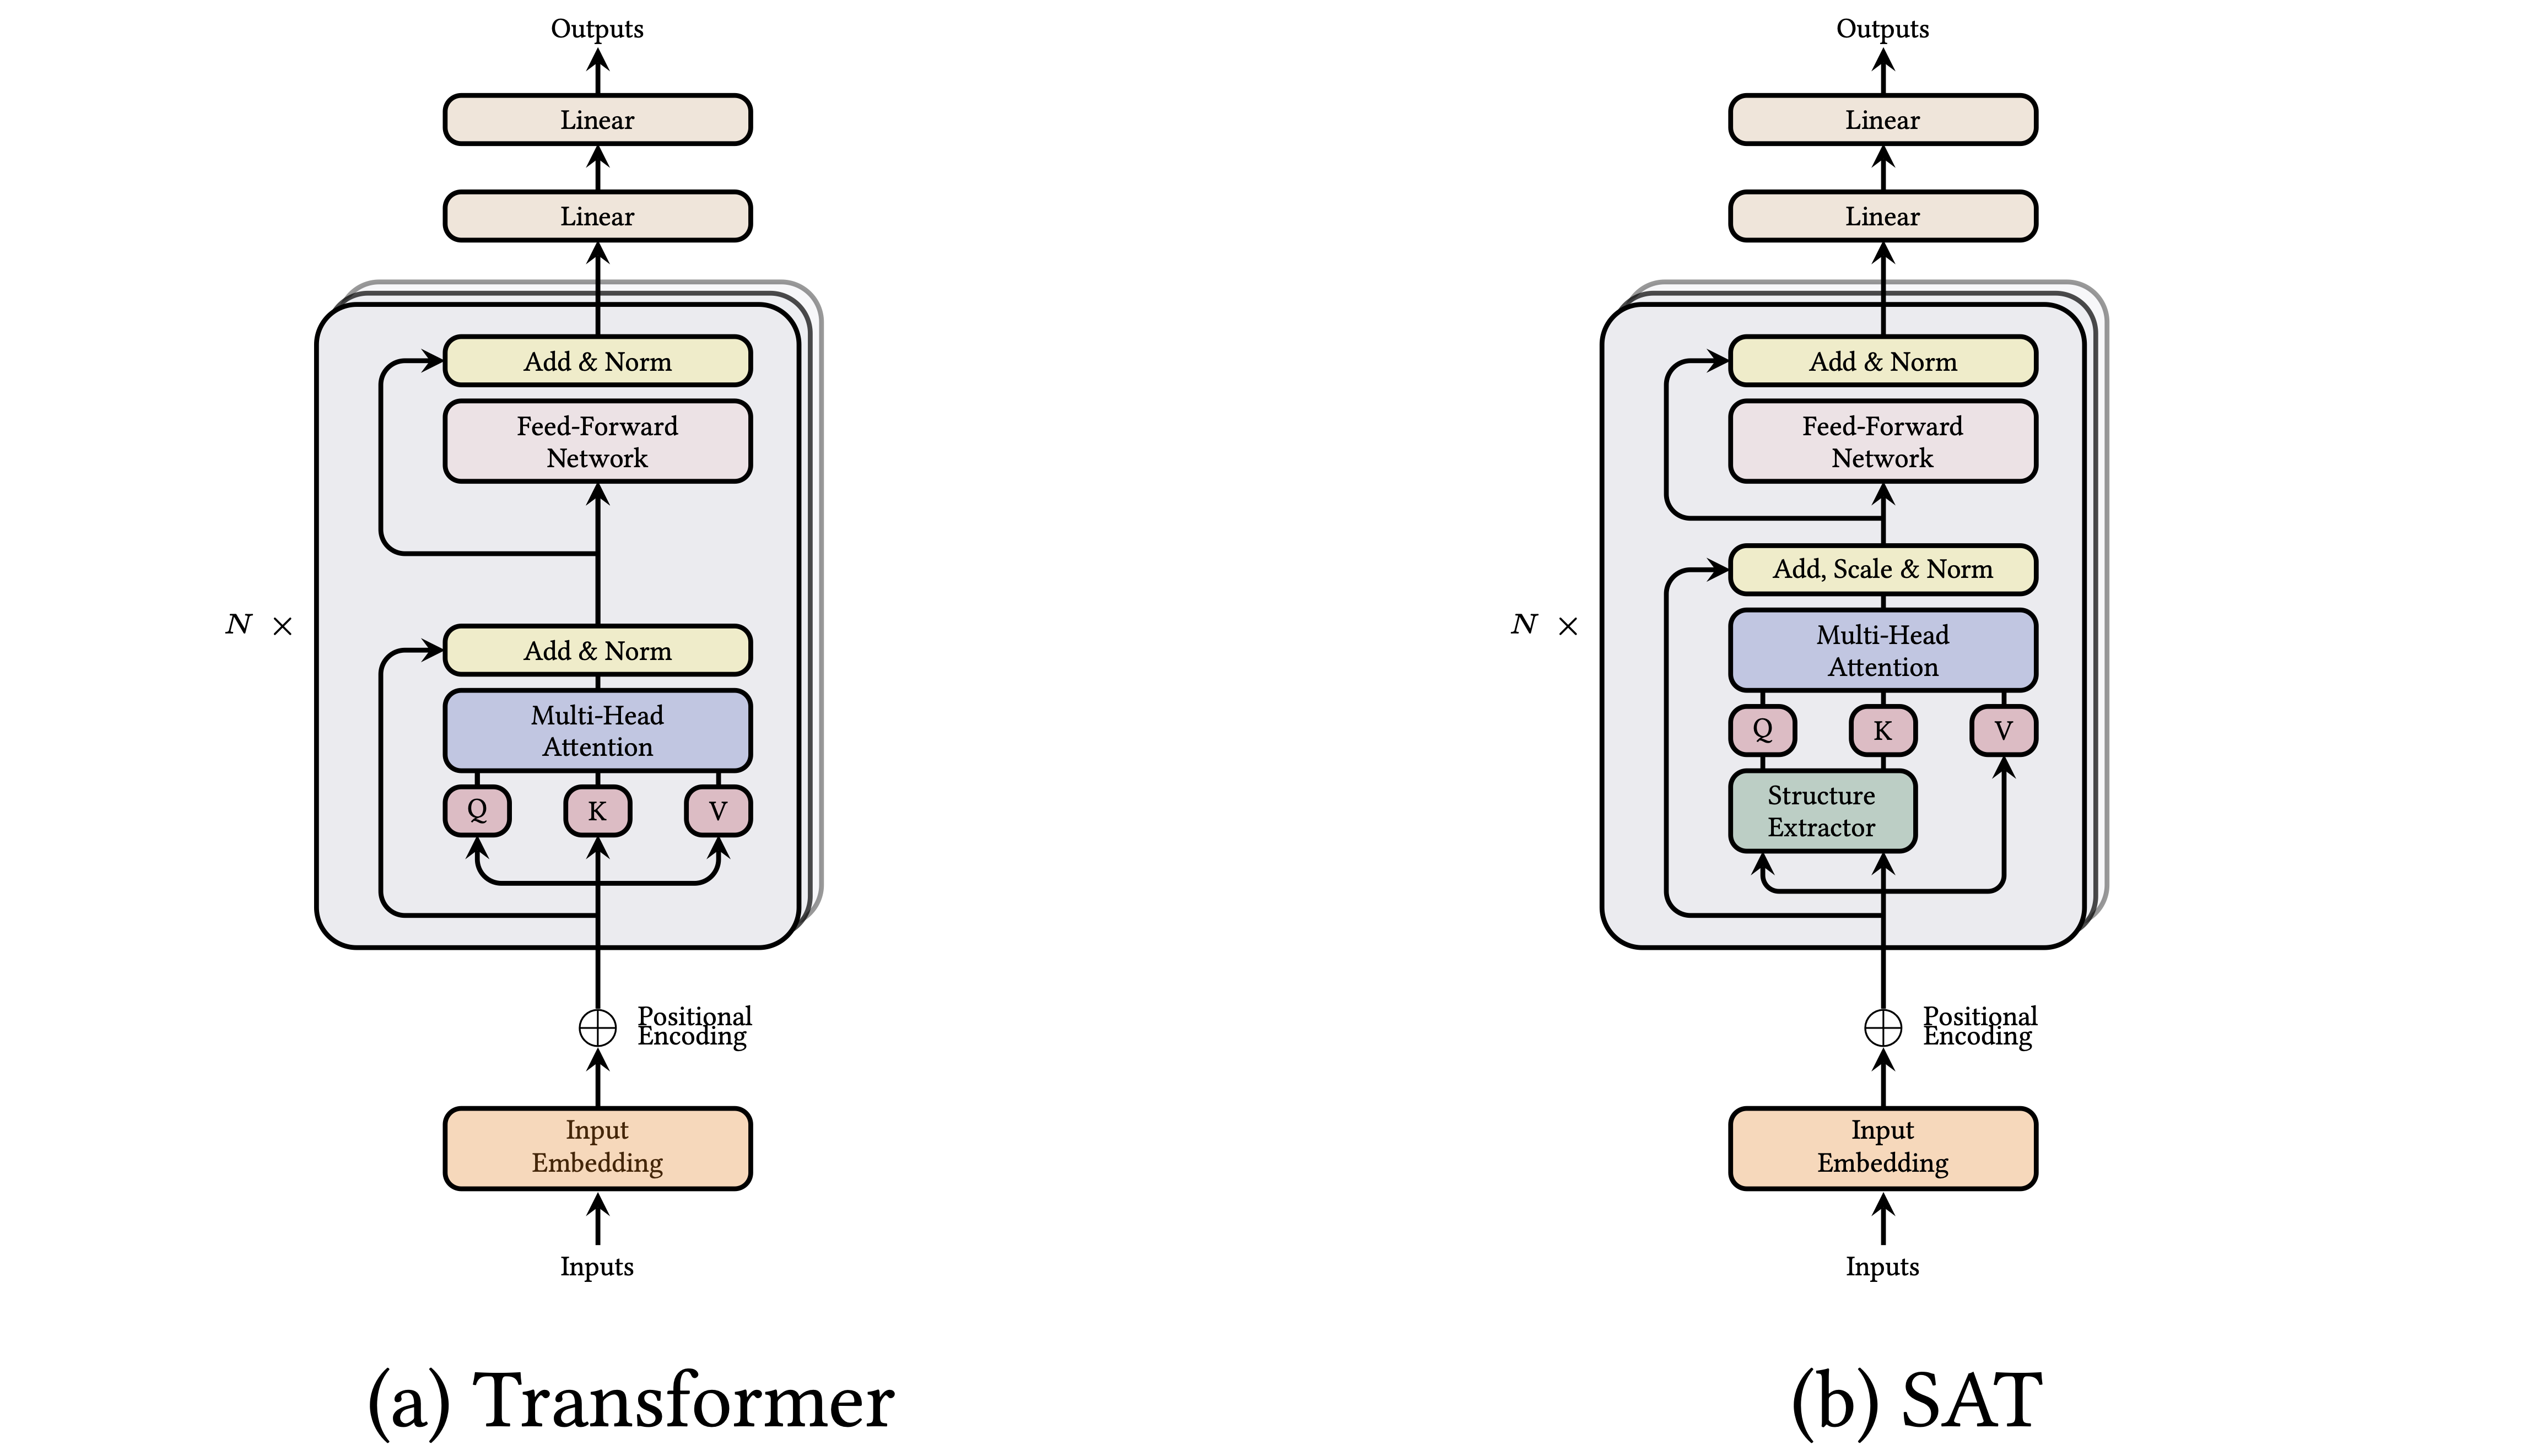 Outputs
Linear
Linear
Add & Norm
Feed-Forward
Network
N ×
Add & Norm
Multi-Head
Attention
Q K V
Positional
Encoding
Input
Embedding
Inputs
(a) Transformer
Outputs
Linear
Linear
Add & Norm
Feed-Forward
Network
Add, Scale & Norm
N ×
Multi-Head
Attention
Q K V
Structure
Extractor
Positional
Encoding
Input
Embedding
Inputs
(b) SAT